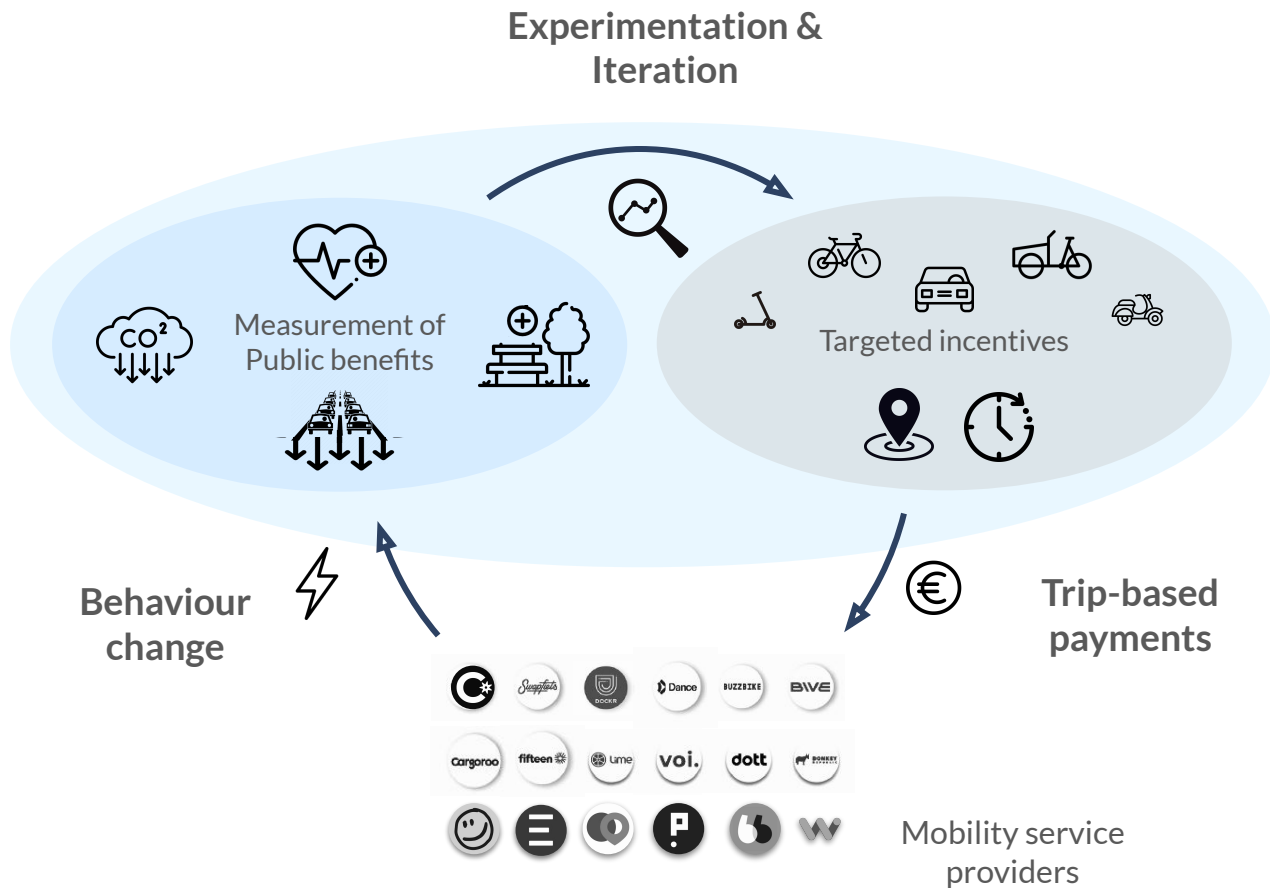 Experimentation &
Iteration
CO²
Measurement of
Public benefits
Targeted incentives
Behaviour
change
€
Trip-based
payments
Swapfiets
DOCKR
Dance
BUZZBIKE
BIVE
Cargoroo
fifteen
Lime
voi.
dott
DONKEY
REPUBLIC
Mobility service
providers